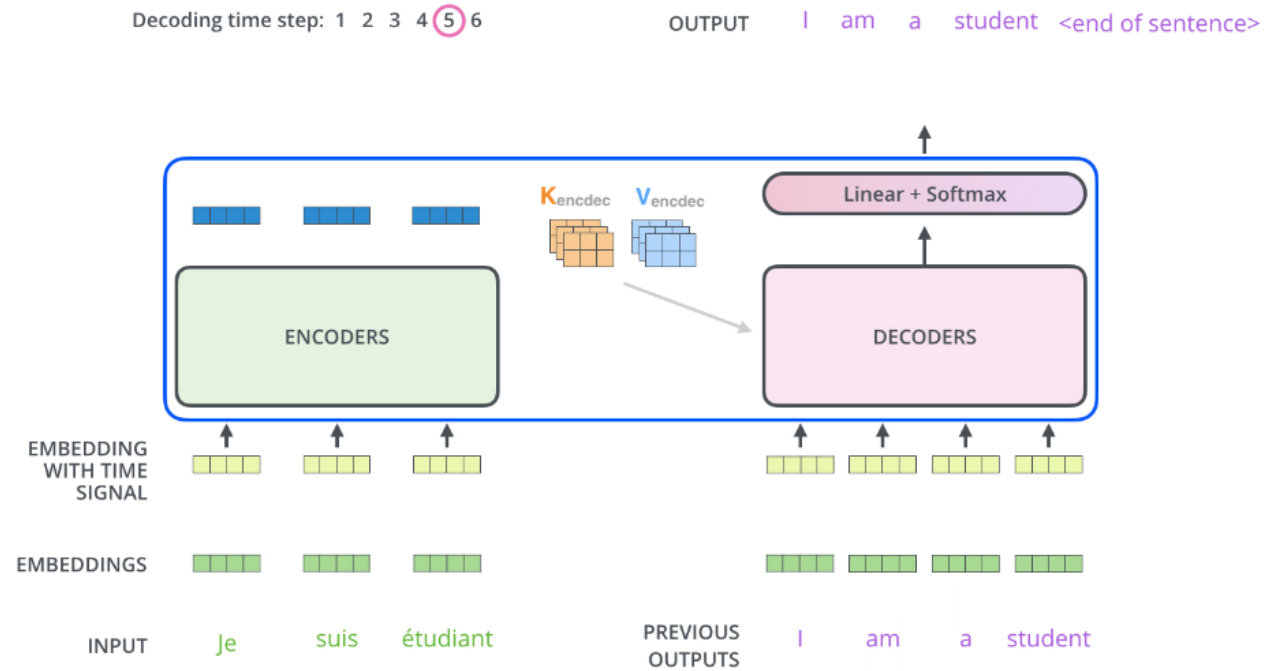 Decoding time step: 1 2 3 4 5 6
OUTPUT I am a student <end of sentence>
Kencdec Vencdec
Linear + Softmax
ENCODERS
DECODERS
EMBEDDING
WITH TIME
SIGNAL
EMBEDDINGS
INPUT Je suis étudiant
PREVIOUS
OUTPUTS
I am a student